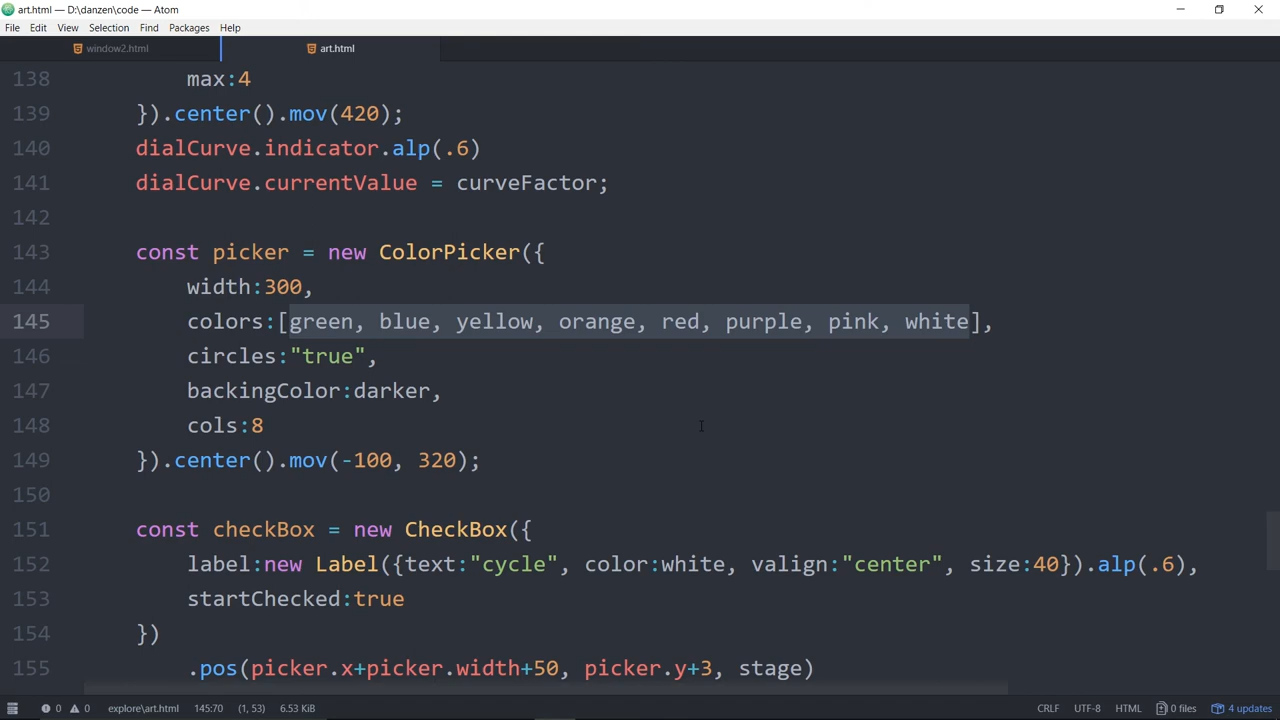 art.html — D:\danzen\code — Atom
File Edit View Selection Find Packages Help
window2.html art.html
138 max:4
139 }).center().mov(420);
140 dialCurve.indicator.alp(.6)
141 dialCurve.currentValue = curveFactor;
142
143 const picker = new ColorPicker({
144 width:300,
145 colors:[green, blue, yellow, orange, red, purple, pink, white],
146 circles:"true",
147 backingColor:darker,
148 cols:8
149 }).center().mov(-100, 320);
150
151 const checkBox = new CheckBox({
152 label:new Label({text:"cycle", color:white, valign:"center", size:40}).alp(.6),
153 startChecked:true
154 })
155 .pos(picker.x+picker.width+50, picker.y+3, stage)
0 0 explore\art.html 145:70 (1, 53) 6.53 KiB CRLF UTF-8 HTML 0 files 4 updates